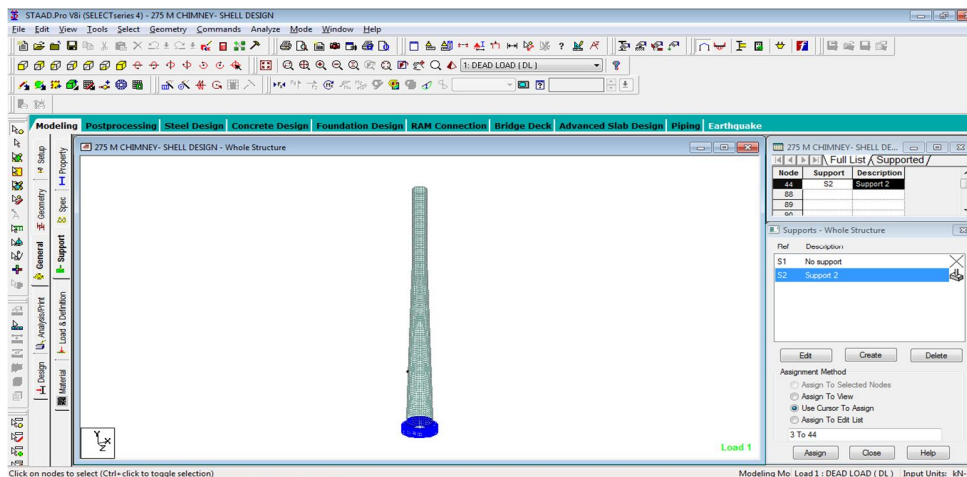 STAAD.Pro V8i (SELECTseries 4) - 275 M CHIMNEY- SHELL DESIGN
File Edit View Tools Select Geometry Commands Analyze Mode Window Help
1: DEAD LOAD ( DL )
Modeling Postprocessing Steel Design Concrete Design Foundation Design RAM Connection Bridge Deck Advanced Slab Design Piping Earthquake
Setup
Geometry
General
Analysis/Print
Design
Property
Spec
Support
Load & Definition
Material
275 M CHIMNEY- SHELL DESIGN - Whole Structure
Y
X
Z
Load 1
275 M CHIMNEY- SHELL DE...
Full List Supported
Node Support Description
44 S2 Support 2
88
89
90
Supports - Whole Structure
Ref Description
S1 No support
S2 Support 2
Edit Create Delete
Assignment Method
Assign To Selected Nodes
Assign To View
Use Cursor To Assign
Assign To Edit List
3 To 44
Assign Close Help
Click on nodes to select (Ctrl+click to toggle selection)
Modeling Mo Load 1 : DEAD LOAD ( DL ) Input Units: kN-